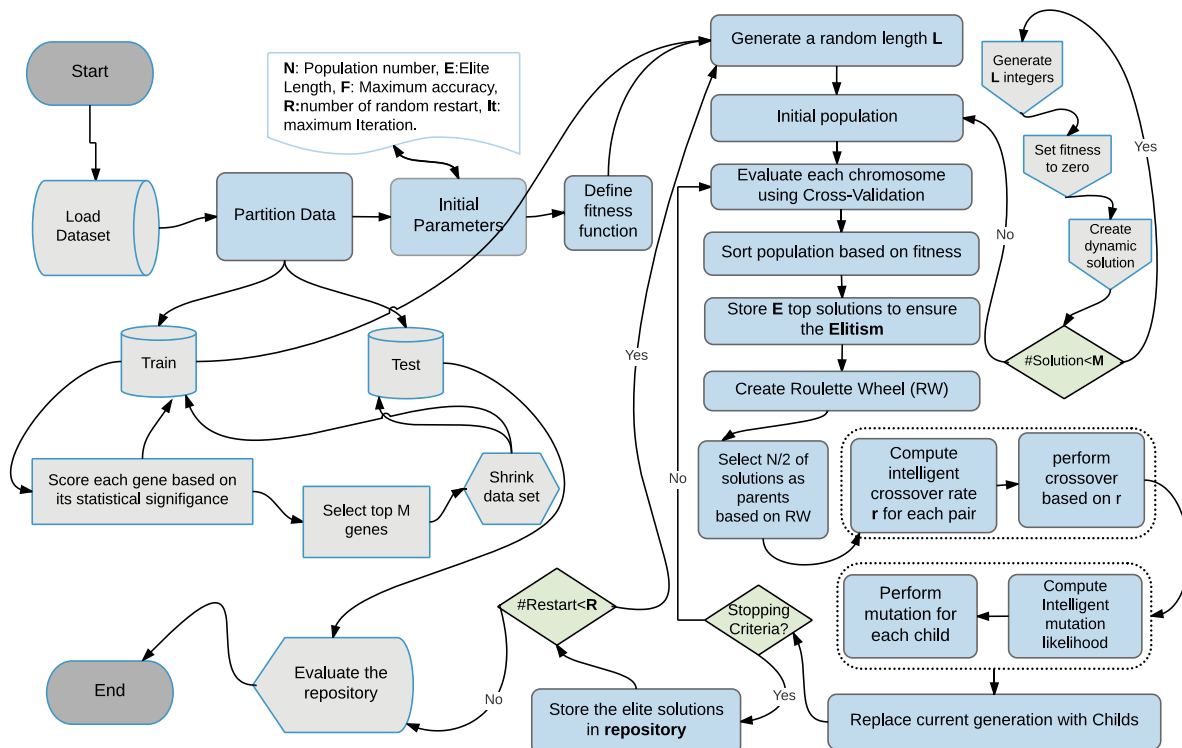 Start
N: Population number, E:Elite
Length, F: Maximum accuracy,
R:number of random restart, It:
maximum Iteration.
Load
Dataset
Partition Data
Initial
Parameters
Define
fitness
function
Train
Test
Score each gene based on
its statistical signifigance
Select top M
genes
Shrink
data set
Generate a random length L
Initial population
Evaluate each chromosome
using Cross-Validation
Sort population based on fitness
Store E top solutions to ensure
the Elitism
Create Roulette Wheel (RW)
Select N/2 of
solutions as
parents
based on RW
Compute
intelligent
crossover rate
r for each pair
perform
crossover
based on r
Compute
Intelligent
mutation
likelihood
Perform
mutation for
each child
Replace current generation with Childs
Stopping
Criteria?
No
Yes
Store the elite solutions
in repository
#Restart<R
Yes
No
Evaluate the
repository
End
Generate
L integers
Set fitness
to zero
Create
dynamic
solution
#Solution<M
No
Yes